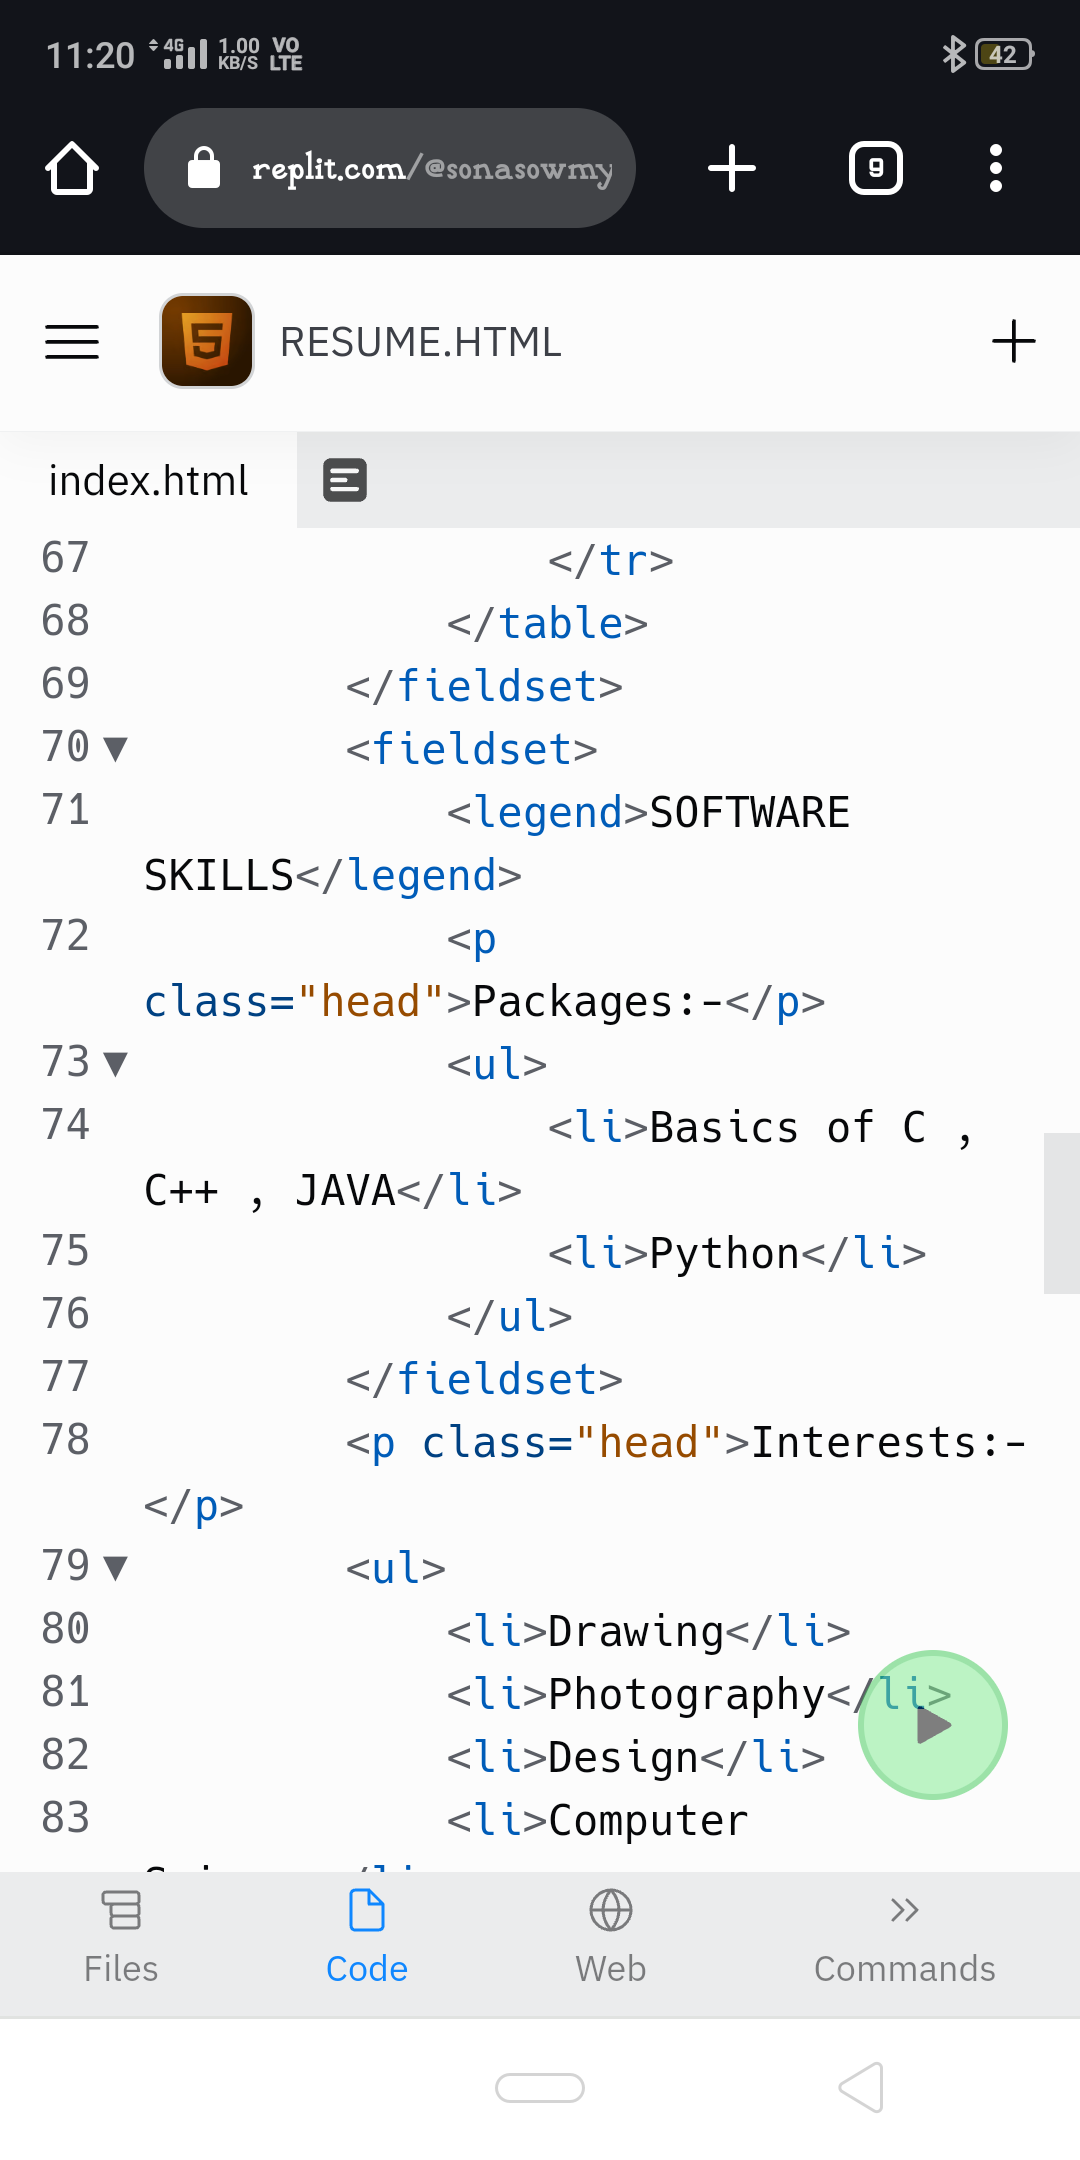 11:20 4G 1.00 KB/S VO LTE 42
replit.com/@sonasowmy
9
RESUME.HTML
index.html
67 </tr>
68 </table>
69 </fieldset>
70 <fieldset>
71 <legend>SOFTWARE
SKILLS</legend>
72 <p
class="head">Packages:-</p>
73 <ul>
74 <li>Basics of C ,
C++ , JAVA</li>
75 <li>Python</li>
76 </ul>
77 </fieldset>
78 <p class="head">Interests:-
</p>
79 <ul>
80 <li>Drawing</li>
81 <li>Photography</li>
82 <li>Design</li>
83 <li>Computer
Files Code Web Commands